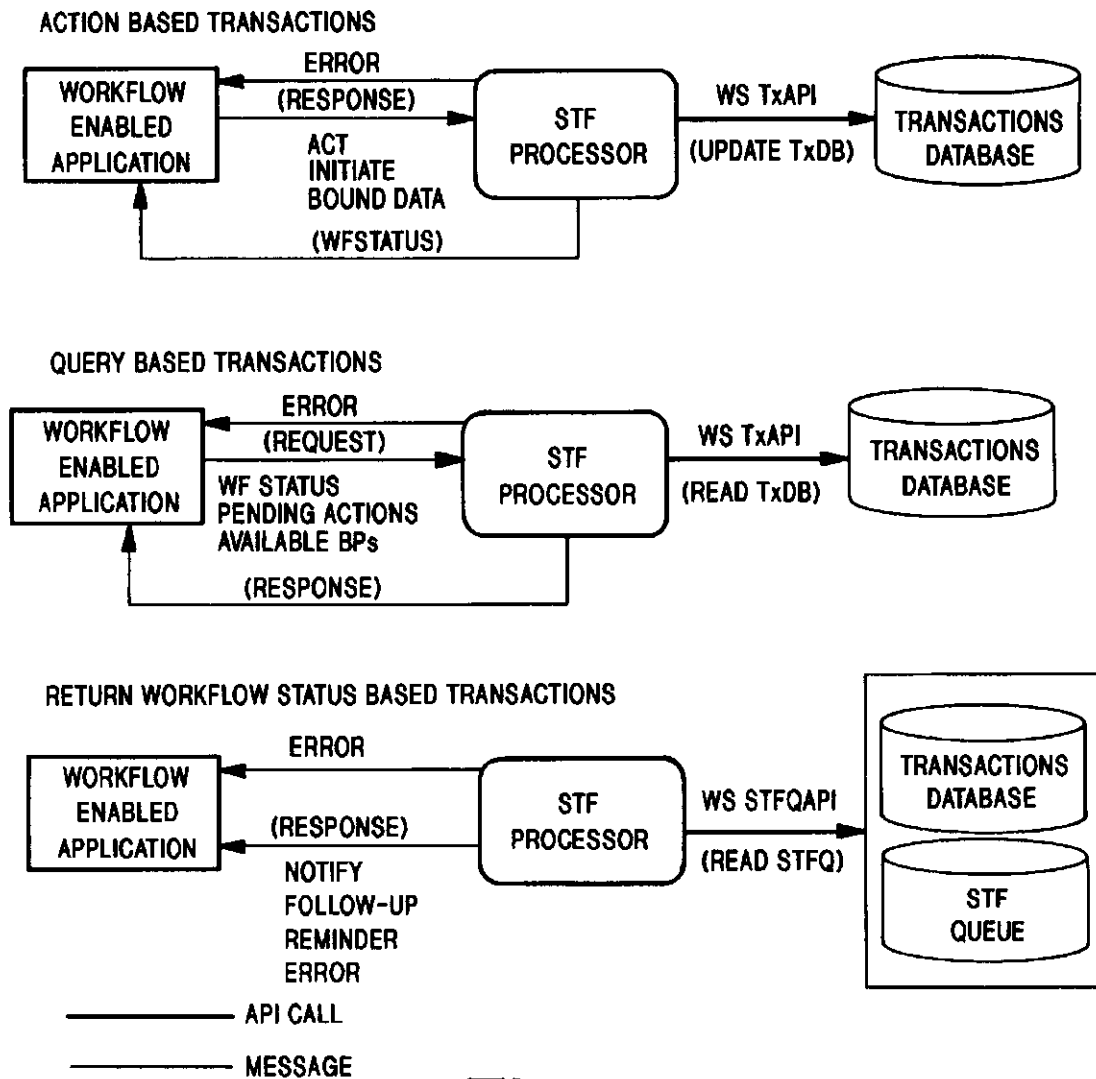 ACTION BASED TRANSACTIONS
WORKFLOW
ENABLED
APPLICATION
ERROR
(RESPONSE)
ACT
INITIATE
BOUND DATA
(WFSTATUS)
STF
PROCESSOR
WS TxAPI
(UPDATE TxDB)
TRANSACTIONS
DATABASE
QUERY BASED TRANSACTIONS
WORKFLOW
ENABLED
APPLICATION
ERROR
(REQUEST)
WF STATUS
PENDING ACTIONS
AVAILABLE BPs
(RESPONSE)
STF
PROCESSOR
WS TxAPI
(READ TxDB)
TRANSACTIONS
DATABASE
RETURN WORKFLOW STATUS BASED TRANSACTIONS
WORKFLOW
ENABLED
APPLICATION
ERROR
(RESPONSE)
NOTIFY
FOLLOW-UP
REMINDER
ERROR
STF
PROCESSOR
WS STFQAPI
(READ STFQ)
TRANSACTIONS
DATABASE
STF
QUEUE
API CALL
MESSAGE